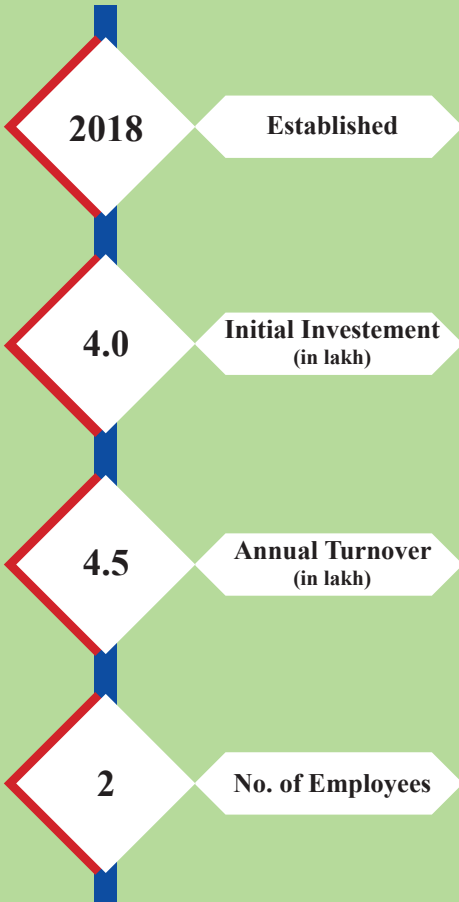 2018
Established
4.0
Initial Investement
(in lakh)
4.5
Annual Turnover
(in lakh)
2
No. of Employees